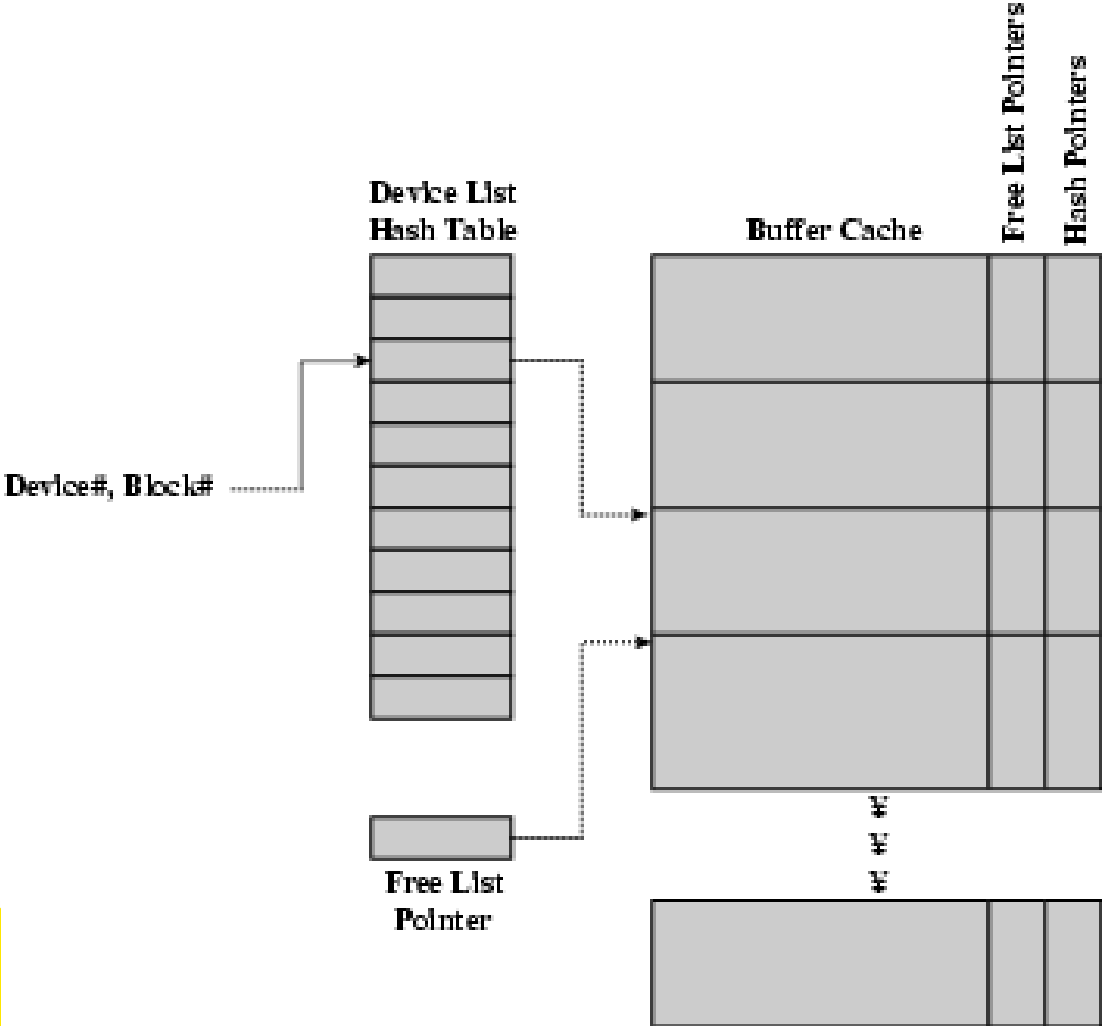 Free List Pointers
Hash Pointers
Device List
Hash Table
Buffer Cache
Device#, Block#
¥
¥
¥
Free List
Pointer